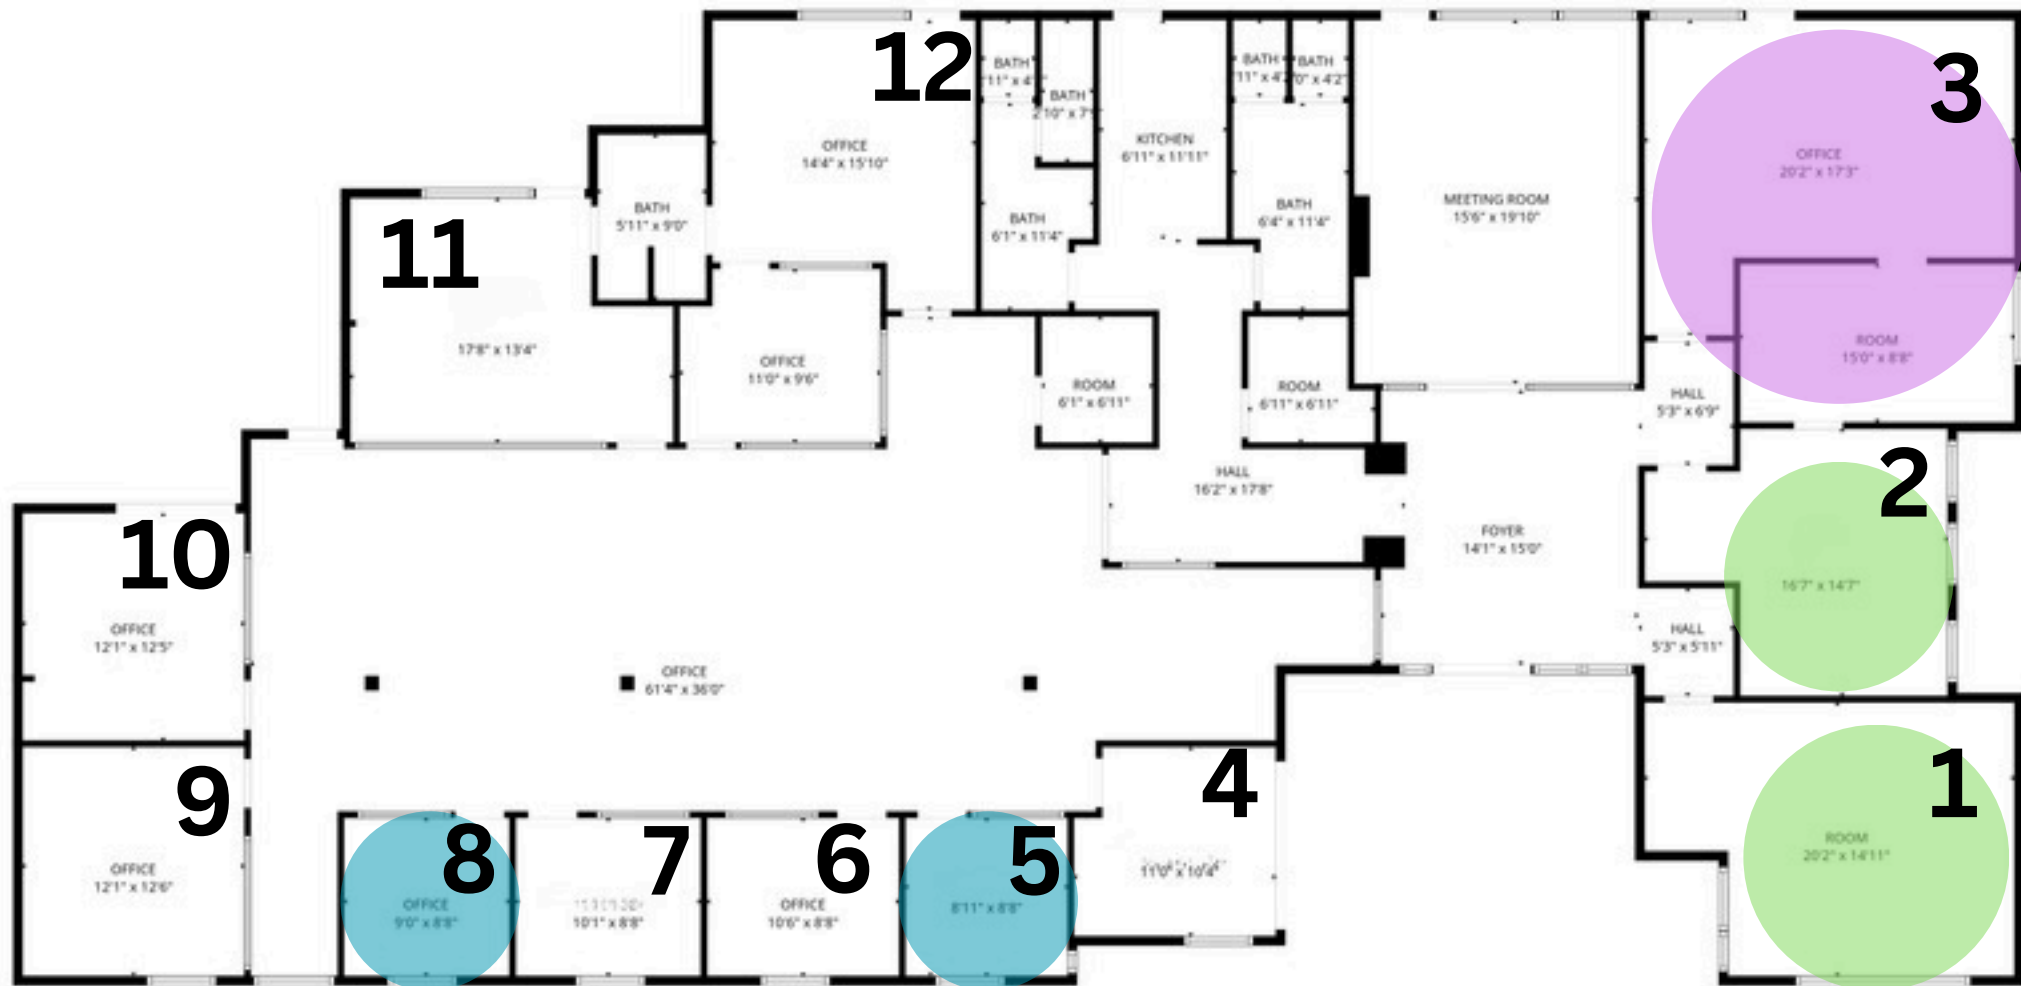 12
3
BATH
BATH
BATH
BATH
KITCHEN
6'11" x 11'11"
OFFICE
14'4" x 15'10"
OFFICE
20'2" x 17'3"
MEETING ROOM
15'6" x 19'10"
BATH
5'11" x 9'0"
BATH
6'1" x 11'4"
BATH
6'4" x 11'4"
11
17'8" x 13'4"
OFFICE
11'0" x 9'6"
ROOM
15'0" x 8'8"
ROOM
6'1" x 6'11"
ROOM
6'11" x 6'11"
HALL
5'3" x 6'9"
HALL
16'2" x 17'8"
2
10
FOYER
14'1" x 15'0"
16'7" x 14'7"
OFFICE
12'1" x 12'5"
HALL
5'3" x 5'11"
OFFICE
61'4" x 36'0"
9
4
1
8
7
6
5
OFFICE
12'1" x 12'6"
ROOM
20'2" x 14'11"
11'0" x 10'4"
OFFICE
9'0" x 8'8"
10'1" x 8'8"
OFFICE
10'6" x 8'8"
8'11" x 8'8"